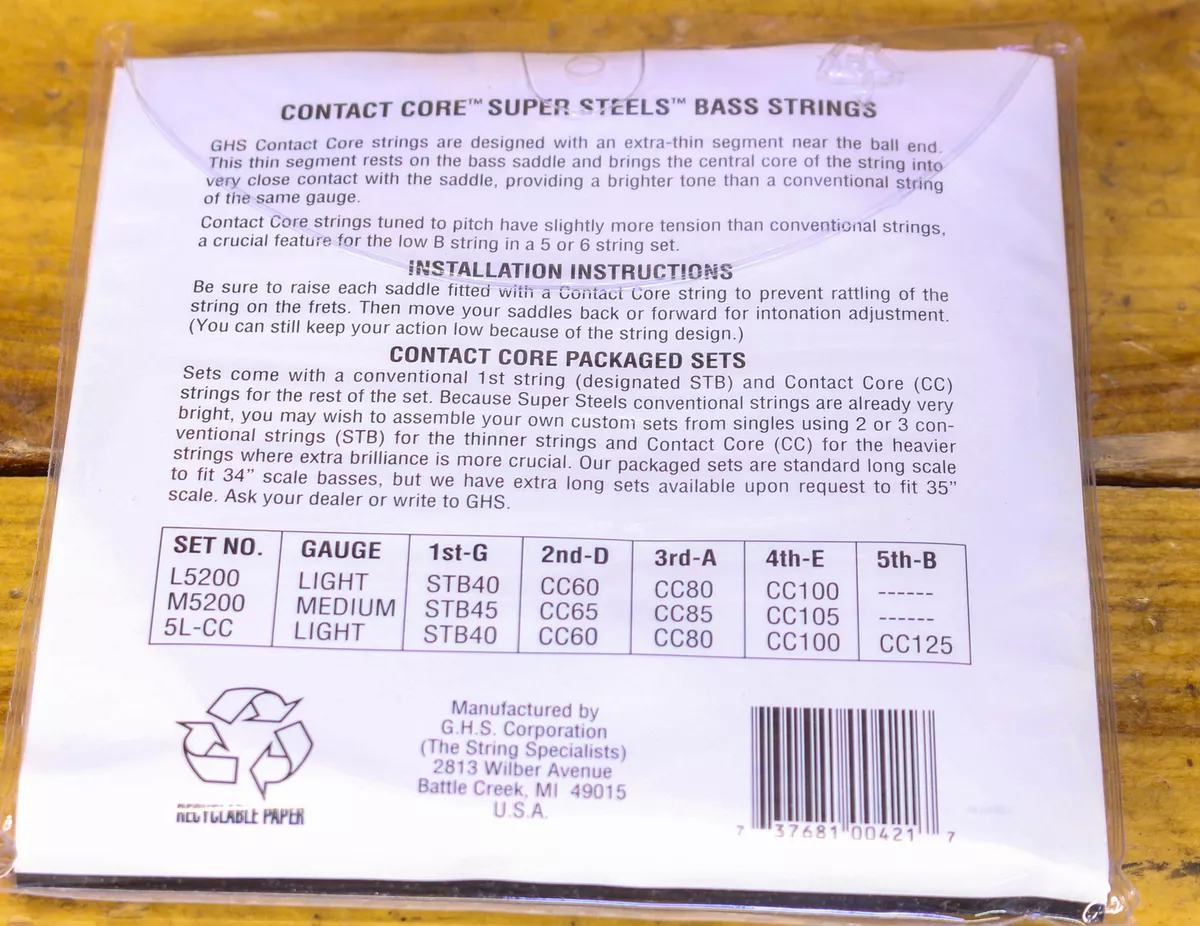 CONTACT CORE™ SUPER STEELS™ BASS STRINGS
GHS Contact Core strings are designed with an extra-thin segment near the ball end.
This thin segment rests on the bass saddle and brings the central core of the string into
very close contact with the saddle, providing a brighter tone than a conventional string
of the same gauge.
Contact Core strings tuned to pitch have slightly more tension than conventional strings,
a crucial feature for the low B string in a 5 or 6 string set.
INSTALLATION INSTRUCTIONS
Be sure to raise each saddle fitted with a Contact Core string to prevent rattling of the
string on the frets. Then move your saddles back or forward for intonation adjustment.
(You can still keep your action low because of the string design.)
CONTACT CORE PACKAGED SETS
Sets come with a conventional 1st string (designated STB) and Contact Core (CC)
strings for the rest of the set. Because Super Steels conventional strings are already very
bright, you may wish to assemble your own custom sets from singles using 2 or 3 con-
ventional strings (STB) for the thinner strings and Contact Core (CC) for the heavier
strings where extra brilliance is more crucial. Our packaged sets are standard long scale
to fit 34” scale basses, but we have extra long sets available upon request to fit 35”
scale. Ask your dealer or write to GHS.
SET NO. GAUGE 1st-G 2nd-D 3rd-A 4th-E 5th-B
L5200 LIGHT STB40 CC60 CC80 CC100 ------
M5200 MEDIUM STB45 CC65 CC85 CC105 ------
5L-CC LIGHT STB40 CC60 CC80 CC100 CC125
RECYCLABLE PAPER
Manufactured by
G.H.S. Corporation
(The String Specialists)
2813 Wilber Avenue
Battle Creek, MI 49015
U.S.A.
7 37681 00421 7